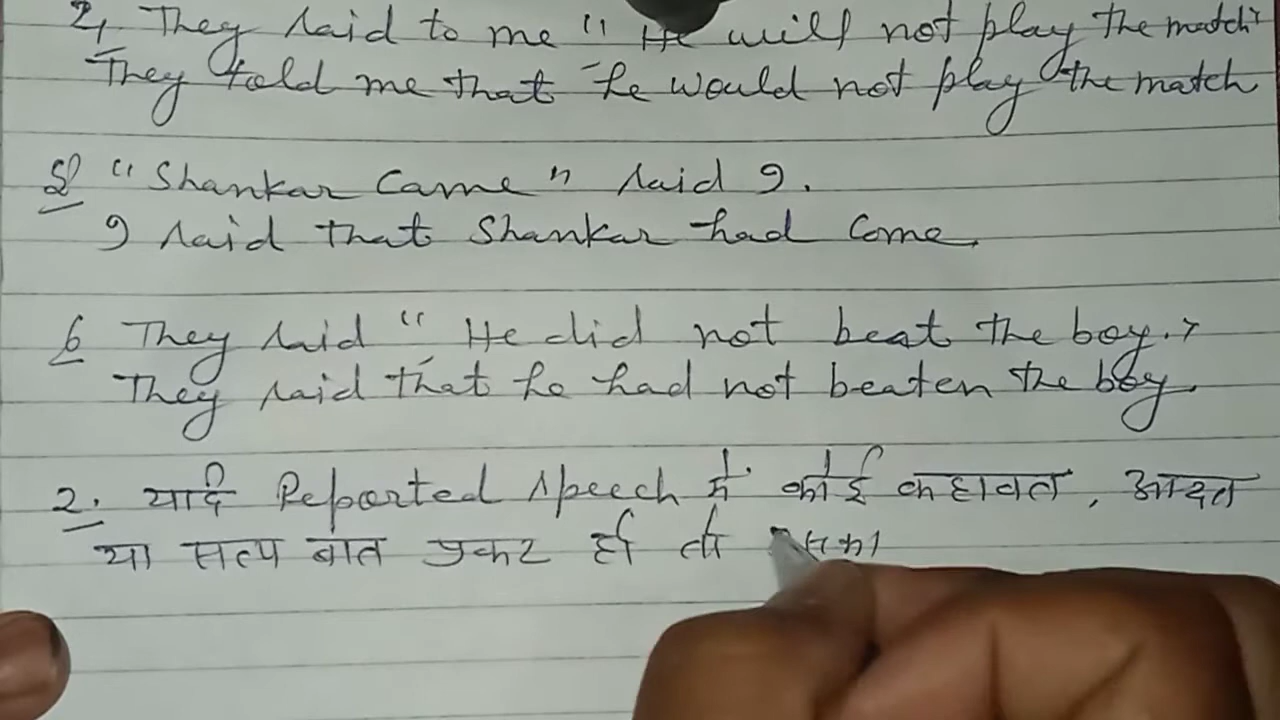 4, They said to me "He will not play the match"
They told me that he would not play the match
5 "Shankar came" said I.
I said that Shankar had come.
6 They said "He did not beat the boy."
They said that he had not beaten the boy.
2. यदि Reported speech में कोई कहावत, आदत
या सत्य बात प्रकट हो तो उसका